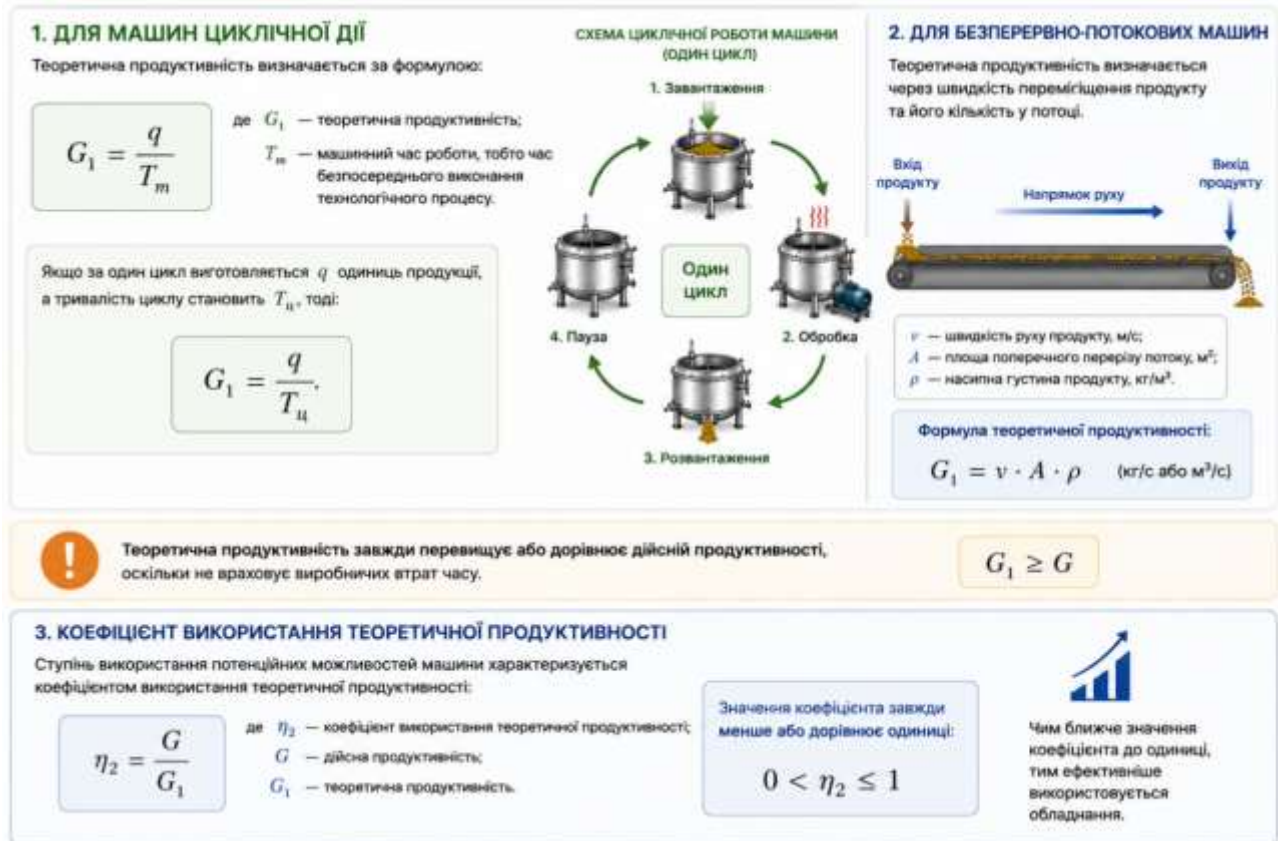 1. ДЛЯ МАШИН ЦИКЛІЧНОЇ ДІЇ
Теоретична продуктивність визначається за формулою:
G₁ = q / Tₘ
де G₁ — теоретична продуктивність;
Tₘ — машинний час роботи, тобто час
безпосереднього виконання
технологічного процесу.
Якщо за один цикл виготовляється q одиниць продукції,
а тривалість циклу становить Tц, тоді:
G₁ = q / Tц.
СХЕМА ЦИКЛІЧНОЇ РОБОТИ МАШИНИ
(ОДИН ЦИКЛ)
1. Завантаження
Один
цикл
4. Пауза
2. Обробка
3. Розвантаження
2. ДЛЯ БЕЗПЕРЕРВНО-ПОТОКОВИХ МАШИН
Теоретична продуктивність визначається
через швидкість переміщення продукту
та його кількість у потоці.
Вхід
продукту
Напрямок руху
Вихід
продукту
v — швидкість руху продукту, м/с;
A — площа поперечного перерізу потоку, м²;
ρ — насипна густина продукту, кг/м³.
Формула теоретичної продуктивності:
G₁ = v · A · ρ (кг/с або м³/с)
!
Теоретична продуктивність завжди перевищує або дорівнює дійсній продуктивності,
оскільки не враховує виробничих втрат часу.
G₁ ≥ G
3. КОЕФІЦІЄНТ ВИКОРИСТАННЯ ТЕОРЕТИЧНОЇ ПРОДУКТИВНОСТІ
Ступінь використання потенційних можливостей машини характеризується
коефіцієнтом використання теоретичної продуктивності:
η₂ = G / G₁
де η₂ — коефіцієнт використання теоретичної продуктивності;
G — дійсна продуктивність;
G₁ — теоретична продуктивність.
Значення коефіцієнта завжди
менше або дорівнює одиниці:
0 < η₂ ≤ 1
Чим ближче значення
коефіцієнта до одиниці,
тим ефективніше
використовується
обладнання.